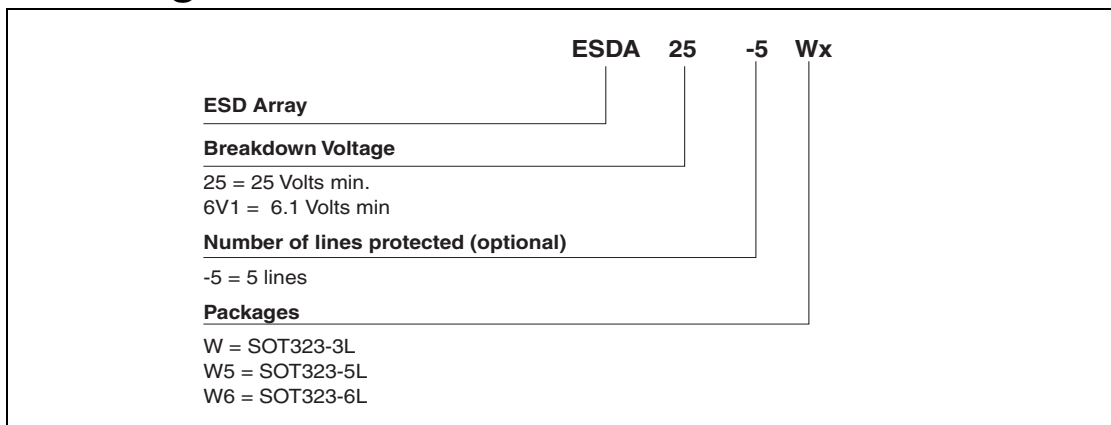 ESDA 25 -5 Wx
ESD Array
Breakdown Voltage
25 = 25 Volts min.
6V1 = 6.1 Volts min
Number of lines protected (optional)
-5 = 5 lines
Packages
W = SOT323-3L
W5 = SOT323-5L
W6 = SOT323-6L